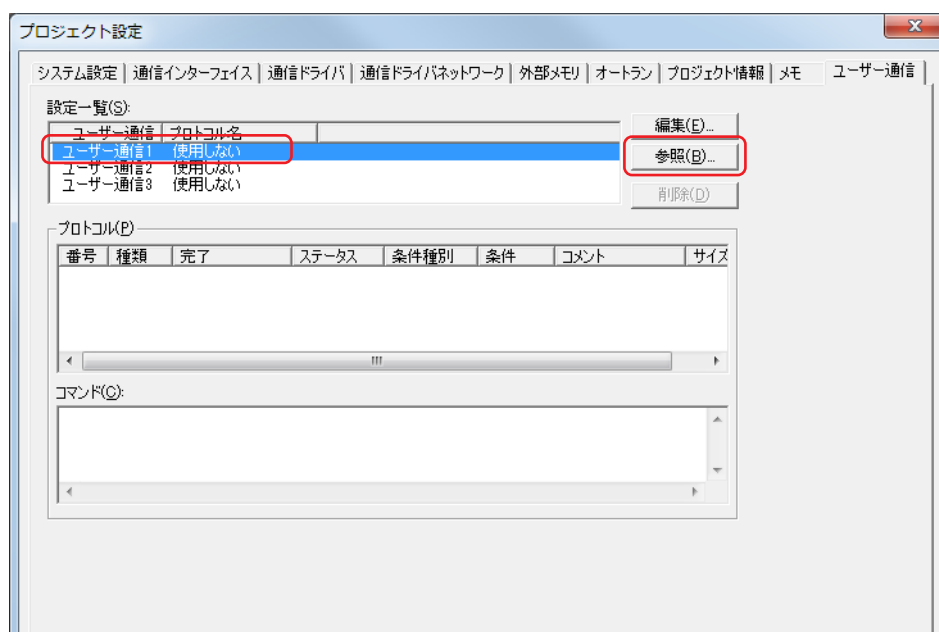 プロジェクト設定
システム設定 通信インターフェイス 通信ドライバ 通信ドライバネットワーク 外部メモリ オートラン プロジェクト情報 メモ ユーザー通信
設定一覧(S):
ユーザー通信 プロトコル名
編集(E)...
ユーザー通信1 使用しない
参照(B)...
ユーザー通信2 使用しない
ユーザー通信3 使用しない
削除(D)
プロトコル(P)
番号 種類 完了 ステータス 条件種別 条件 コメント サイズ
コマンド(C):